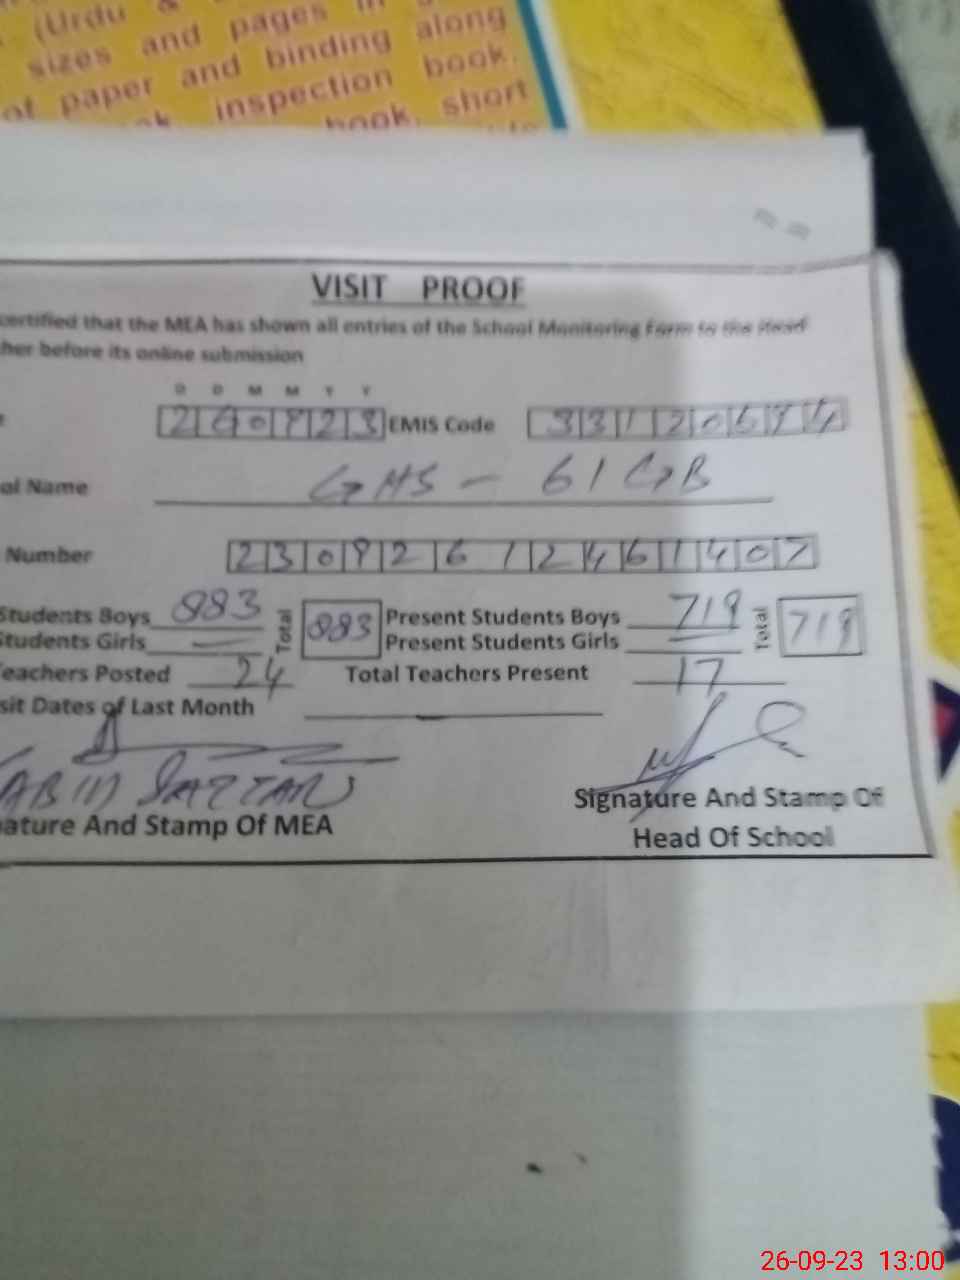 (Urdu &
sizes and pages in
of paper and binding along
inspection book.
book, short
VISIT PROOF
certified that the MEA has shown all entries of the School Monitoring Form to the Head
her before its online submission
D D M M Y Y
260923 EMIS Code
ol Name GHS - 61 GB
Number 23092612461407
Students Boys 883 Total 883 Present Students Boys 719 Total 719
Students Girls — Present Students Girls —
eachers Posted 24 Total Teachers Present 17
sit Dates of Last Month
SATTAR
ature And Stamp Of MEA
Signature And Stamp Of
Head Of School
26-09-23 13:00